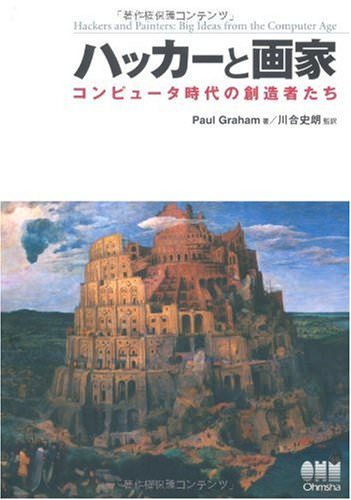 「著作権保護コンテンツ」
Hackers and Painters: Big Ideas from the Computer Age
ハッカーと画家
コンピュータ時代の創造者たち
Paul Graham 著／川合史朗 監訳
OHM
Ohmsha
「著作権保護コンテンツ」